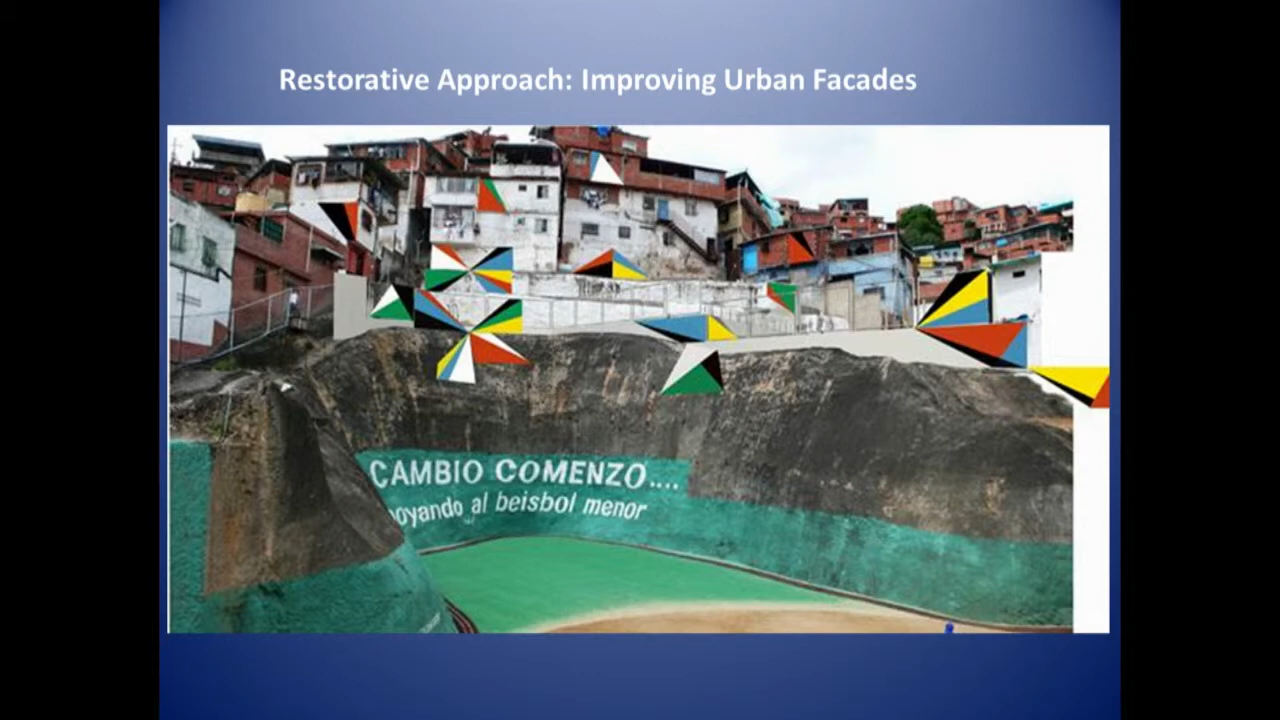 Restorative Approach: Improving Urban Facades
CAMBIO COMENZO....
oyando al beisbol menor